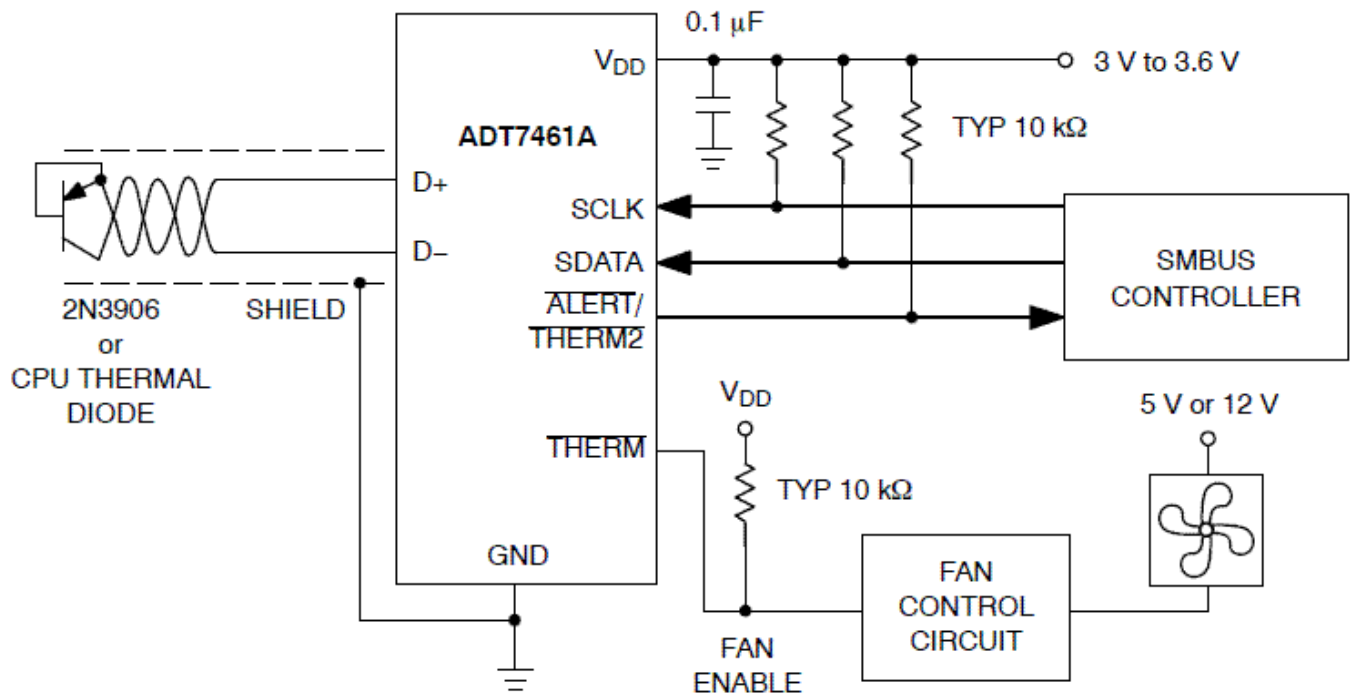 0.1 μF
VDD
3 V to 3.6 V
TYP 10 kΩ
ADT7461A
D+
SCLK
D−
SDATA
SMBUS
CONTROLLER
2N3906
or
CPU THERMAL
DIODE
SHIELD
ALERT/
THERM2
VDD
5 V or 12 V
THERM
TYP 10 kΩ
GND
FAN
CONTROL
CIRCUIT
FAN
ENABLE